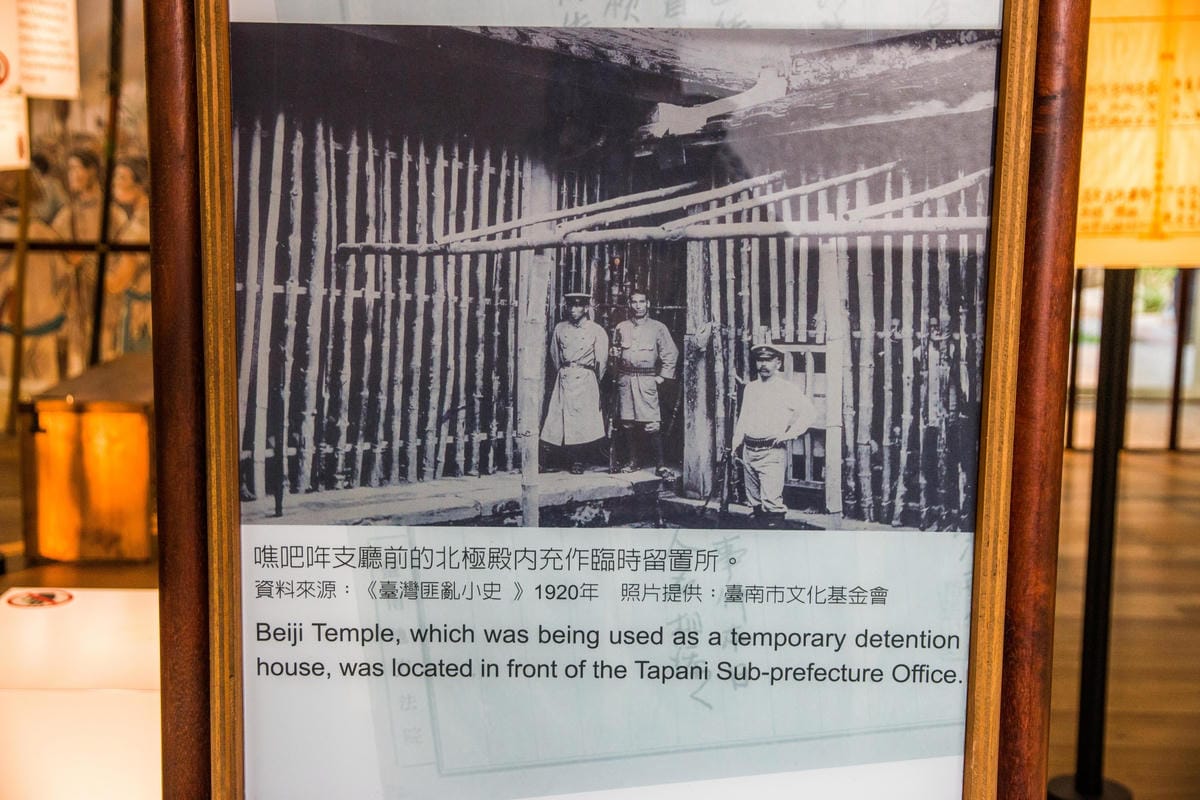 噍吧哖支廳前的北極殿內充作臨時留置所。
資料來源：《臺灣匪亂小史 》1920年　照片提供：臺南市文化基金會
Beiji Temple, which was being used as a temporary detention
house, was located in front of the Tapani Sub-prefecture Office.
法
院